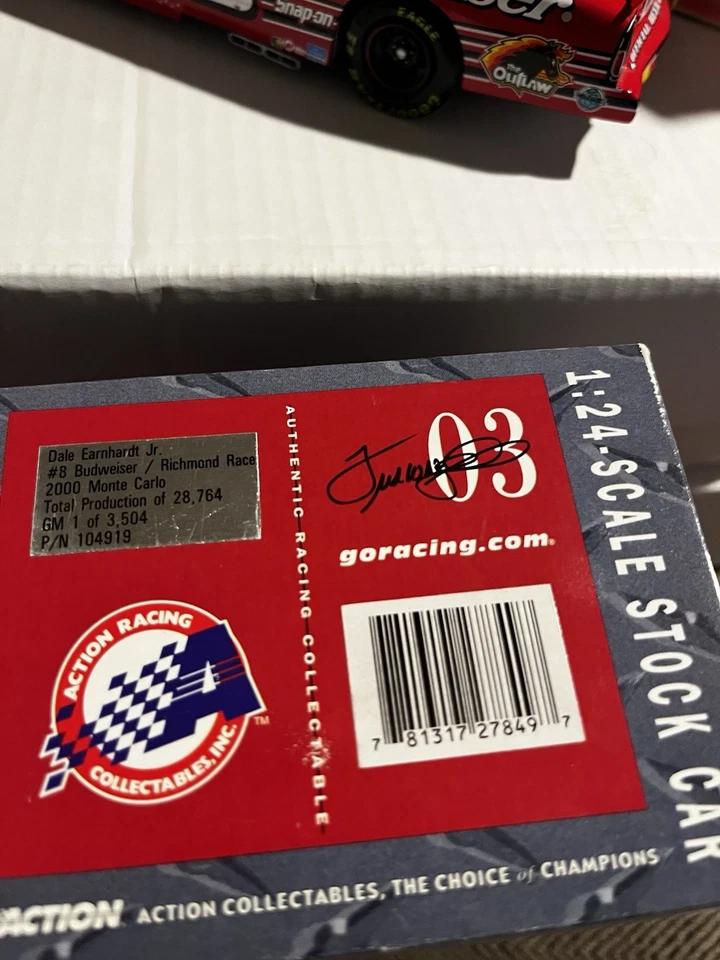 Snap-on
EAGLE
The
OutLaw
Dale Earnhardt Jr.
#8 Budweiser / Richmond Race
2000 Monte Carlo
Total Production of 28,764
GM 1 of 3,504
P/N 104919
AUTHENTIC RACING COLLECTABLE
03
goracing.com
7 81317 27849 7
ACTION RACING
COLLECTABLES, INC.
TM
1:24-SCALE STOCK CAR
ACTION ACTION COLLECTABLES, THE CHOICE of CHAMPIONS